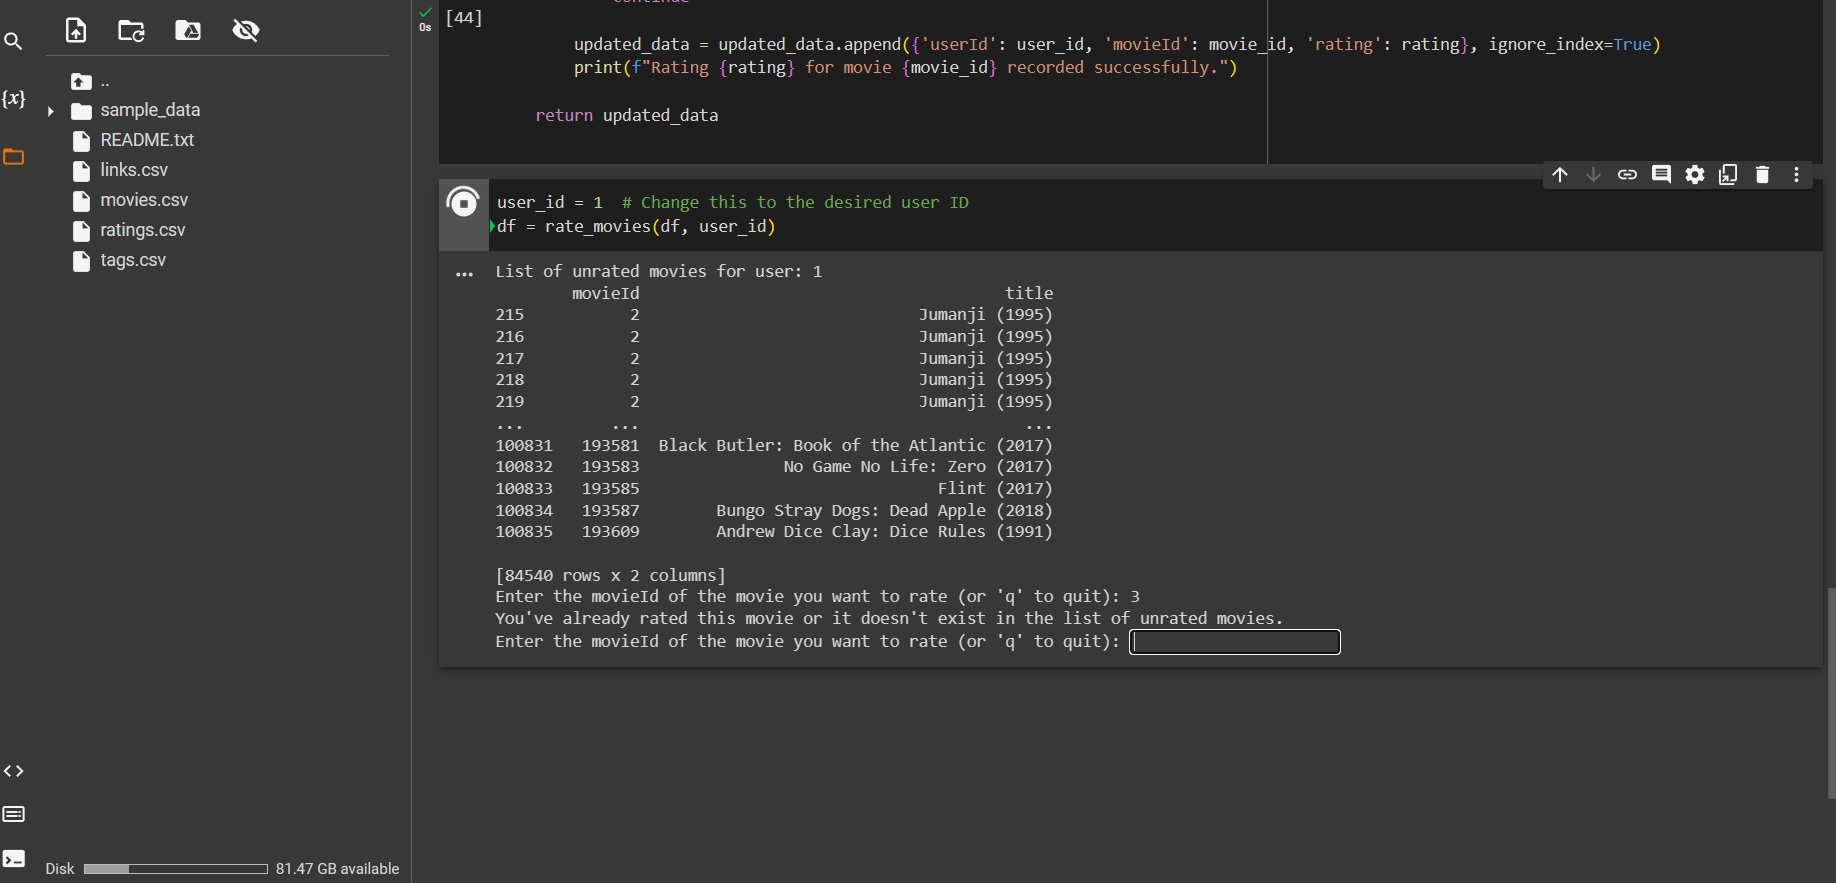 continue
0s
[44]
updated_data = updated_data.append({'userId': user_id, 'movieId': movie_id, 'rating': rating}, ignore_index=True)
print(f"Rating {rating} for movie {movie_id} recorded successfully.")
return updated_data
{x}
..
sample_data
README.txt
links.csv
movies.csv
ratings.csv
tags.csv
user_id = 1  # Change this to the desired user ID
df = rate_movies(df, user_id)
... List of unrated movies for user: 1
movieId title
215 2 Jumanji (1995)
216 2 Jumanji (1995)
217 2 Jumanji (1995)
218 2 Jumanji (1995)
219 2 Jumanji (1995)
... ... ...
100831 193581 Black Butler: Book of the Atlantic (2017)
100832 193583 No Game No Life: Zero (2017)
100833 193585 Flint (2017)
100834 193587 Bungo Stray Dogs: Dead Apple (2018)
100835 193609 Andrew Dice Clay: Dice Rules (1991)
[84540 rows x 2 columns]
Enter the movieId of the movie you want to rate (or 'q' to quit): 3
You've already rated this movie or it doesn't exist in the list of unrated movies.
Enter the movieId of the movie you want to rate (or 'q' to quit):
Disk 81.47 GB available